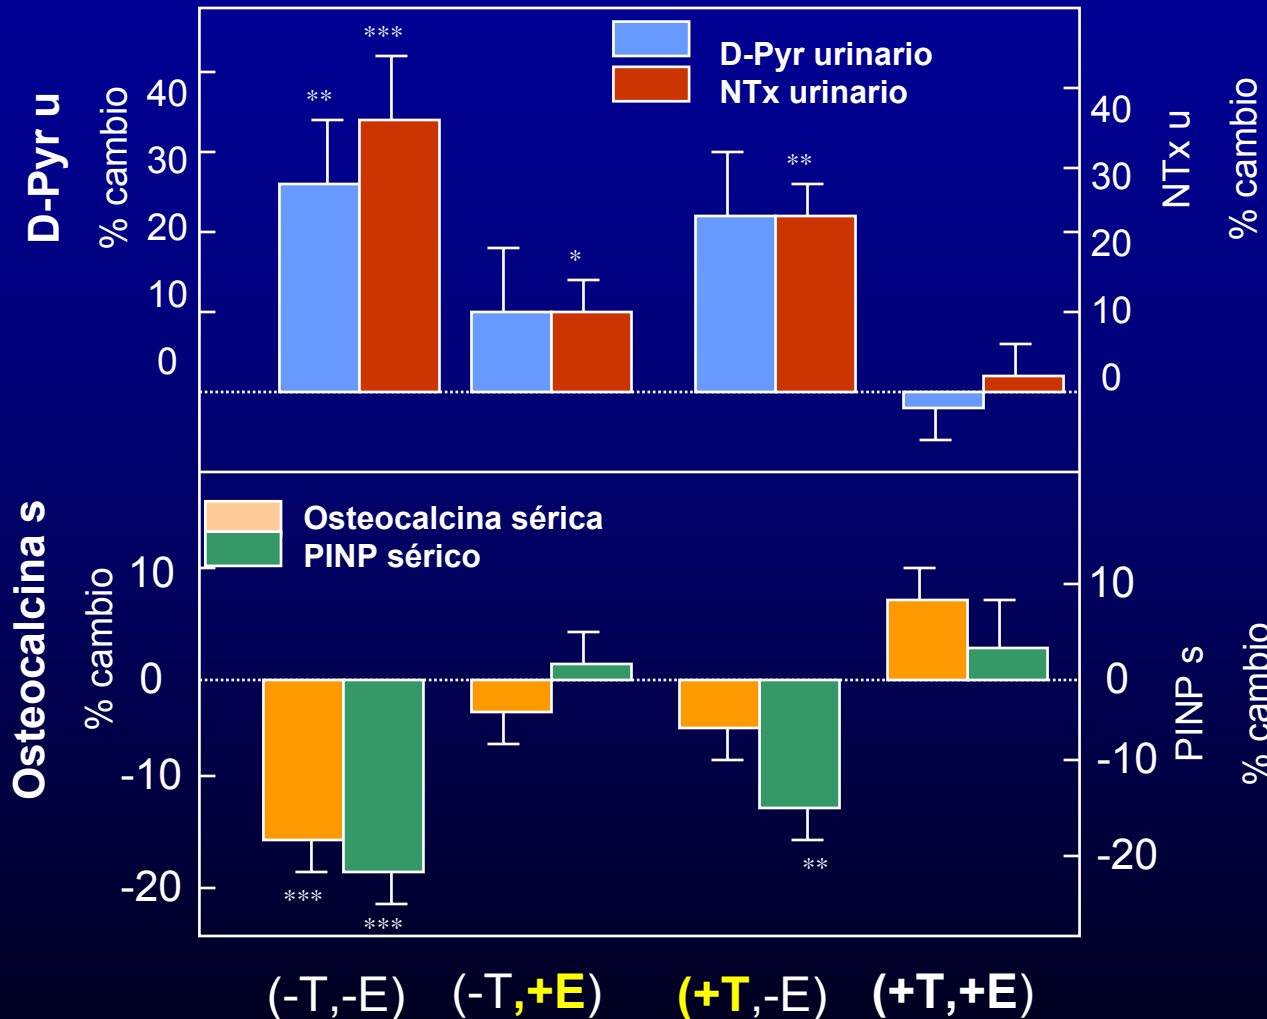 ***
**
D-Pyr urinario
NTx urinario
D-Pyr u
% cambio
40
30
20
10
0
**
*
40
30
20
10
0
NTx u
% cambio
Osteocalcina sérica
PINP sérico
Osteocalcina s
% cambio
10
0
-10
-20
10
0
-10
-20
PINP s
% cambio
***
***
**
(-T,-E) (-T,+E) (+T,-E) (+T,+E)